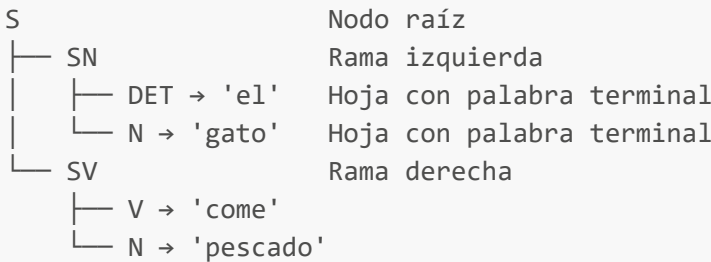 S                    Nodo raíz
├── SN               Rama izquierda
│   ├── DET → 'el'   Hoja con palabra terminal
│   └── N → 'gato'   Hoja con palabra terminal
└── SV               Rama derecha
    ├── V → 'come'
    └── N → 'pescado'